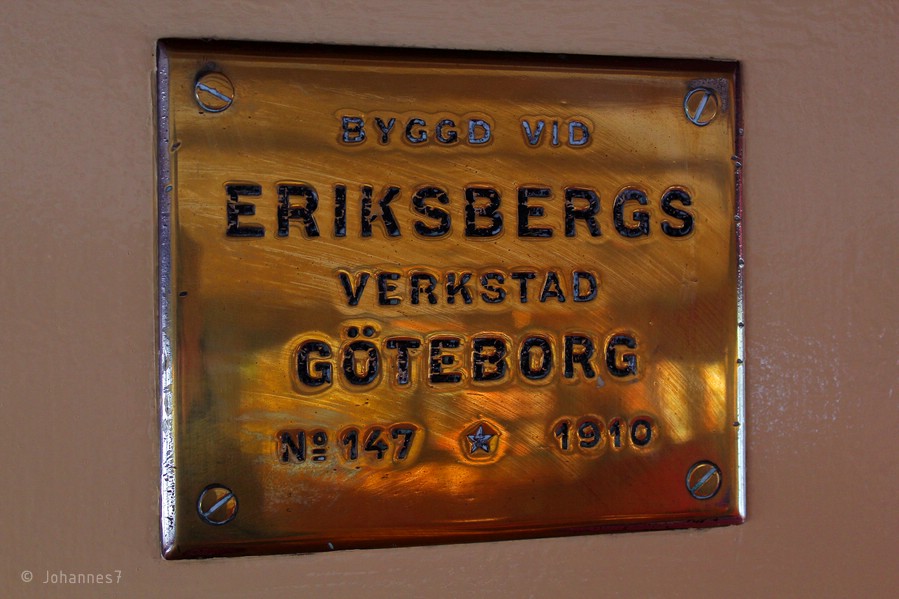 BYGGD VID
ERIKSBERGS
VERKSTAD
GÖTEBORG
Nº 147 ★ 1910
© Johannes7